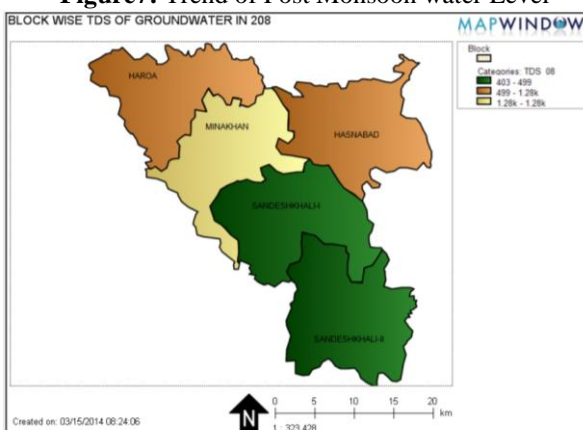 Figure7: Trend of Post Monsoon water Level
BLOCK WISE TDS OF GROUNDWATER IN 208
MAPWINDOW
Block
Categories: TDS_08
403 - 499
499 - 1.28k
1.28k - 1.28k
HAROA
MINAKHAN
HASNABAD
SANDESHKHALI-I
SANDESHKHALI-II
N
0 5 10 15 20
km
1 : 323,428
Created on: 03/15/2014 08:24:06